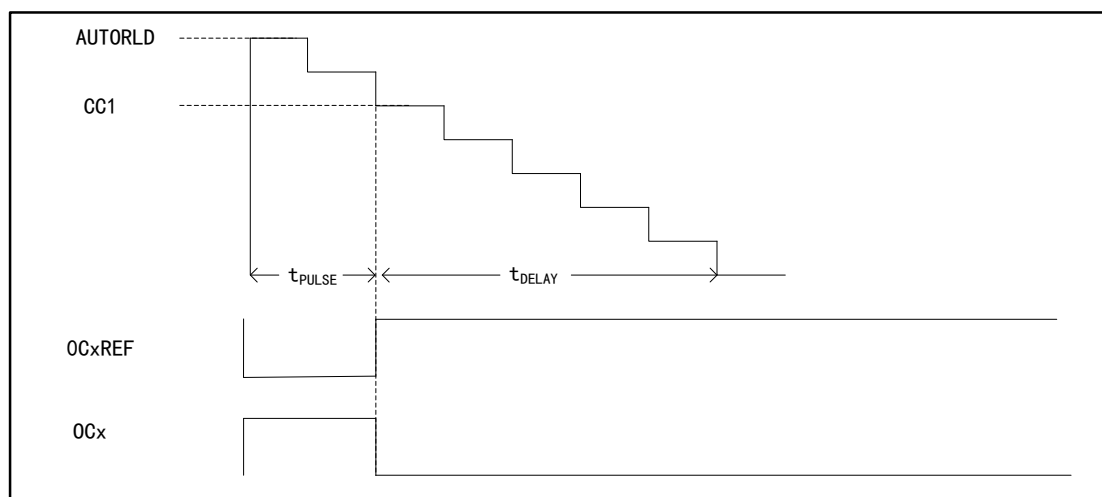 AUTORLD
CC1
tPULSE
tDELAY
OCxREF
OCx